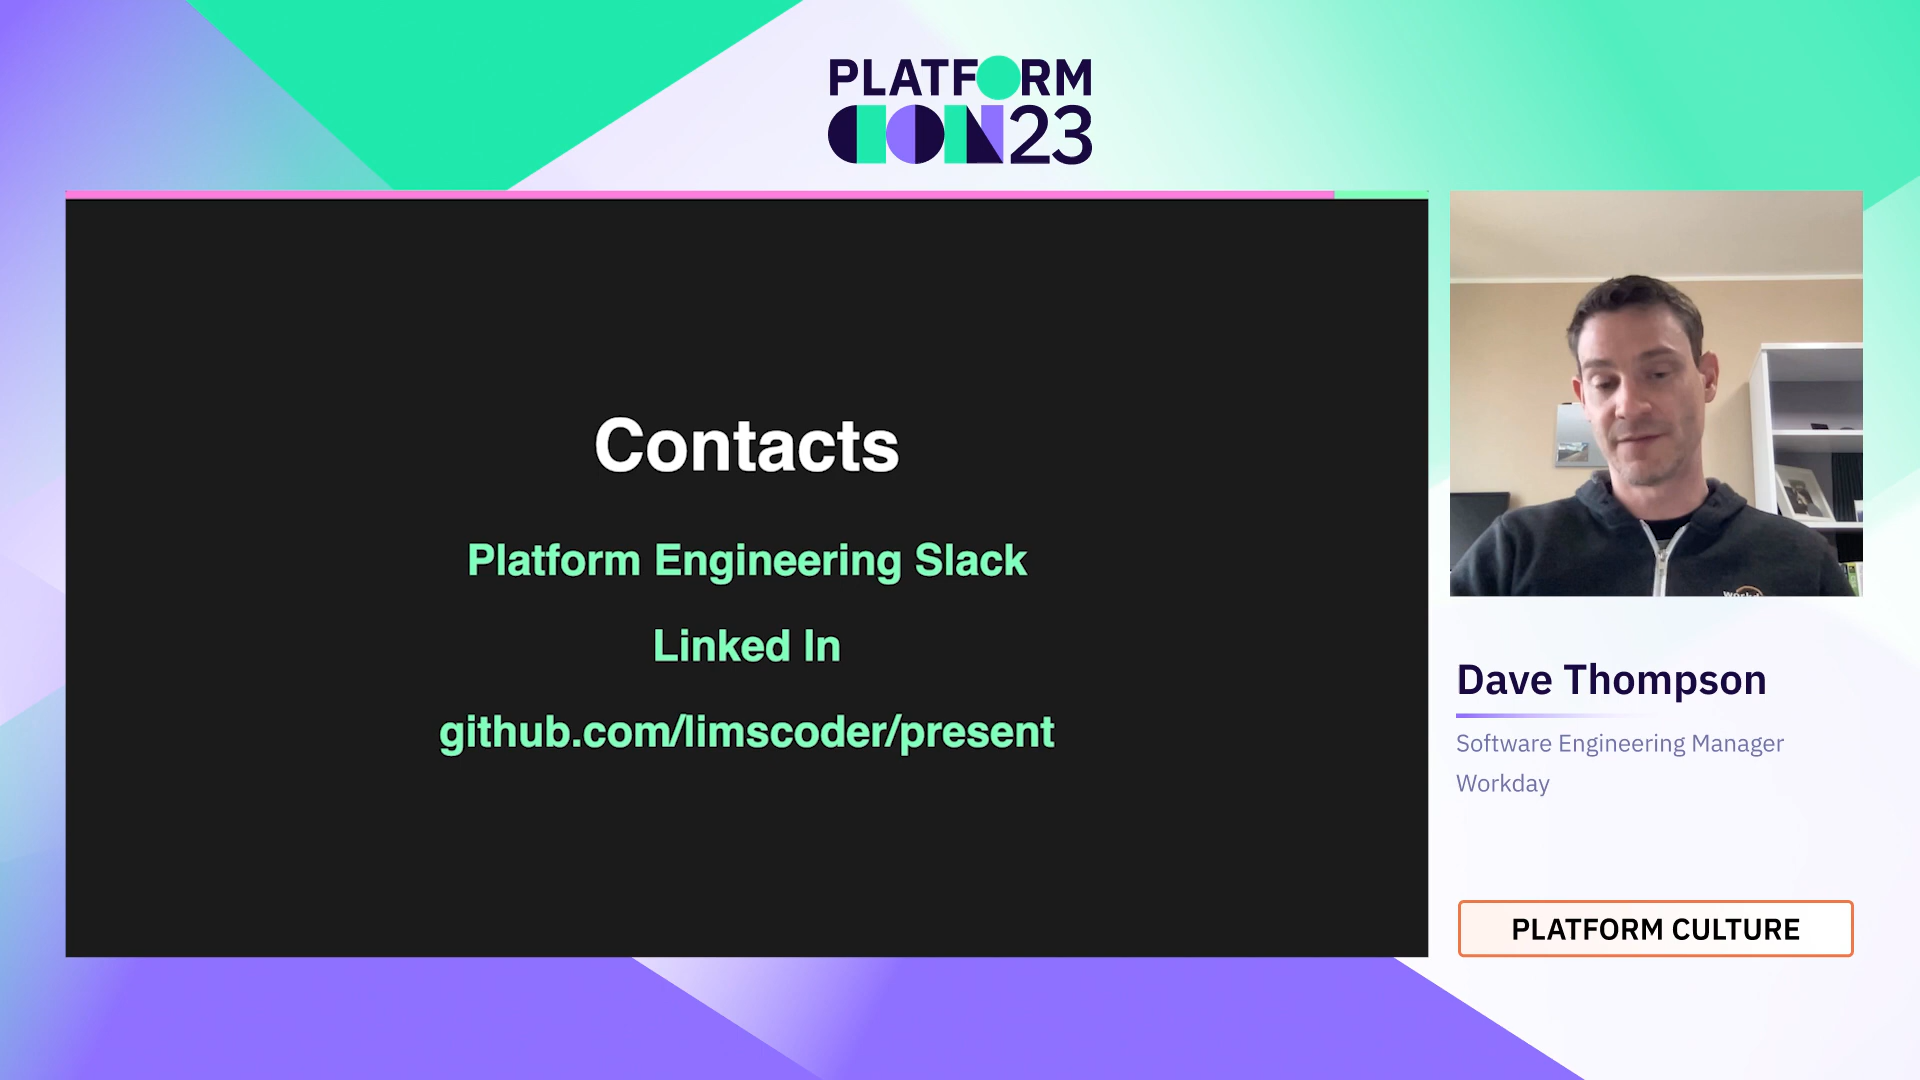 PLATFORM
CON23
Contacts
Platform Engineering Slack
Linked In
github.com/limscoder/present
Dave Thompson
Software Engineering Manager
Workday
PLATFORM CULTURE